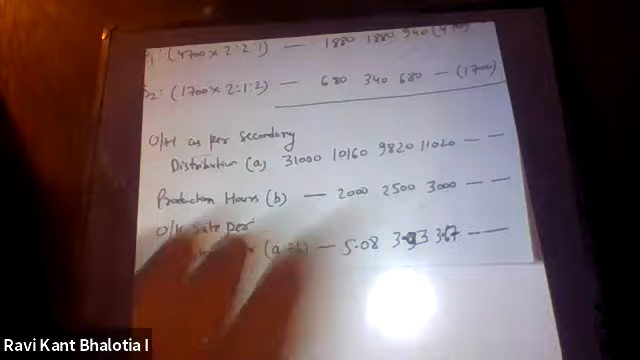 (4700 x 2:2:1) — 1880 1880 940 (4700)
(1700 x 2:1:2) — 680 340 680 — (1700)
O/H as per secondary
Distribution (a) 31000 10160 9820 11020 — —
Production Hours (b) — 2000 2500 3000 — —
O/H rate per
(a ÷ b) — 5.08 3.93 3.67 — —
Ravi Kant Bhalotia I